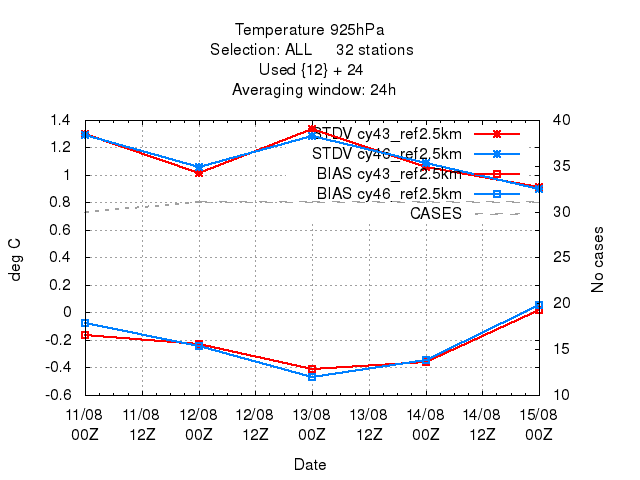 Temperature 925hPa
Selection: ALL     32 stations
Used {12} + 24
Averaging window: 24h
1.4
1.2
1
0.8
0.6
0.4
0.2
0
-0.2
-0.4
-0.6
deg C
40
35
30
25
20
15
10
No cases
STDV cy43_ref2.5km
STDV cy46_ref2.5km
BIAS cy43_ref2.5km
BIAS cy46_ref2.5km
CASES
11/08 11/08 12/08 12/08 13/08 13/08 14/08 14/08 15/08
00Z 12Z 00Z 12Z 00Z 12Z 00Z 12Z 00Z
Date